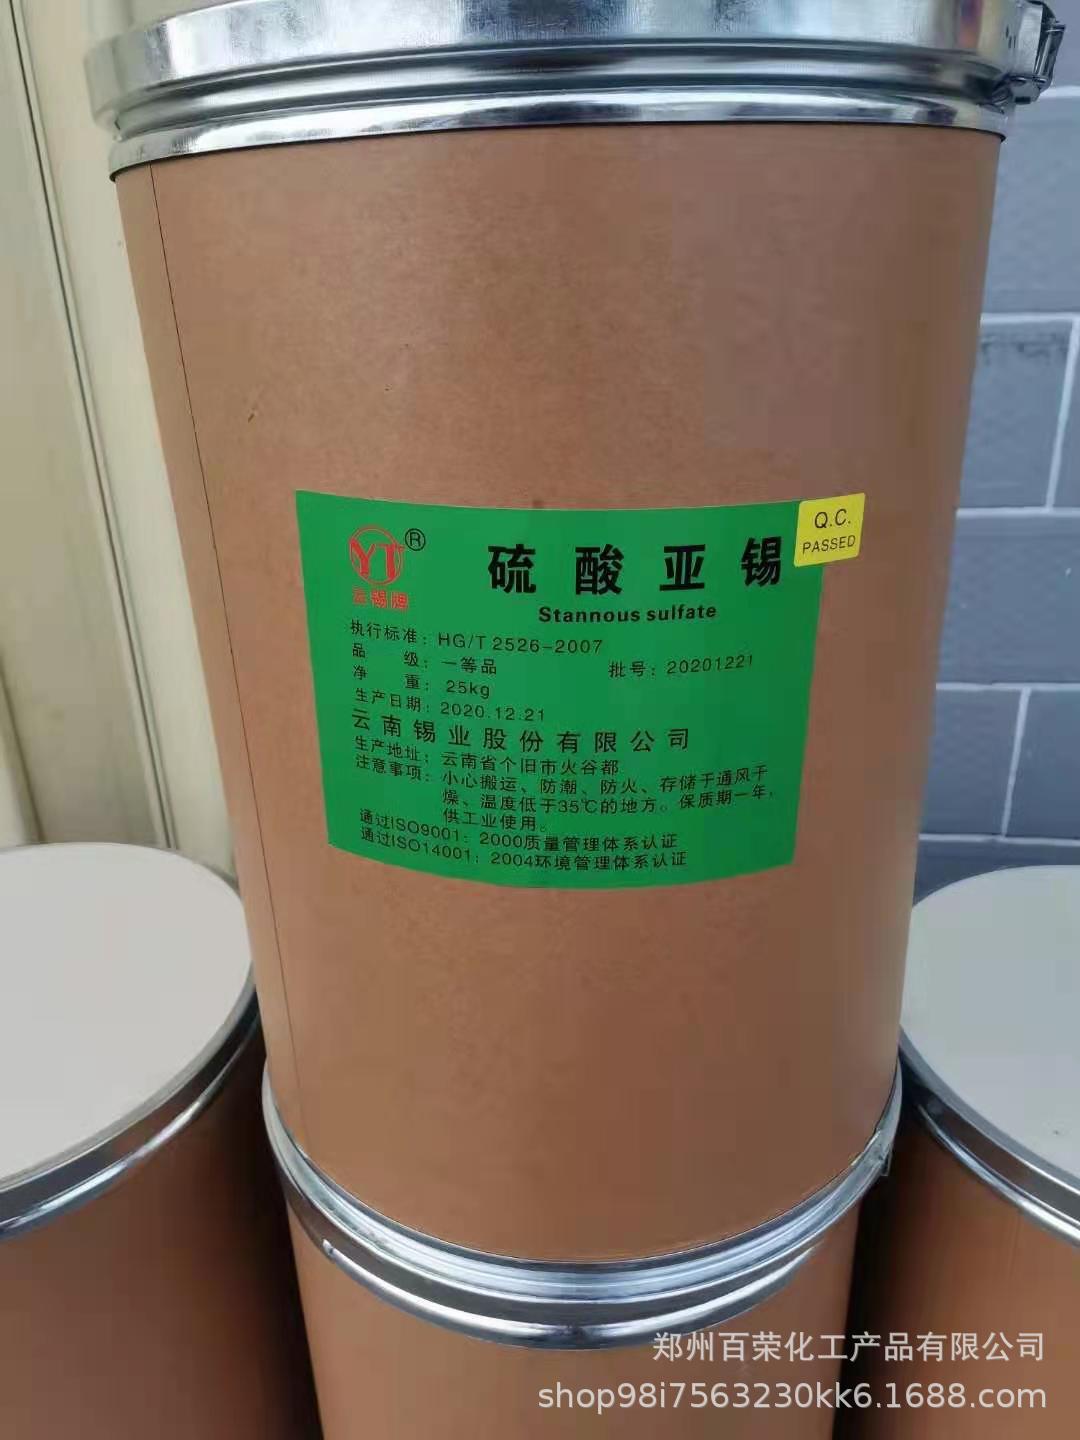 YT®
云锡牌
硫酸亚锡
Stannous sulfate
Q.C.
PASSED
执行标准：HG/T 2526-2007
品 级：一等品 批号：20201221
净 重：25kg
生产日期：2020.12.21
云南锡业股份有限公司
生产地址：云南省个旧市火谷都
注意事项：小心搬运、防潮、防火、存储于通风干
燥、温度低于35℃的地方。保质期一年，
供工业使用。
通过ISO9001：2000质量管理体系认证
通过ISO14001：2004环境管理体系认证
郑州百荣化工产品有限公司
shop98i7563230kk6.1688.com